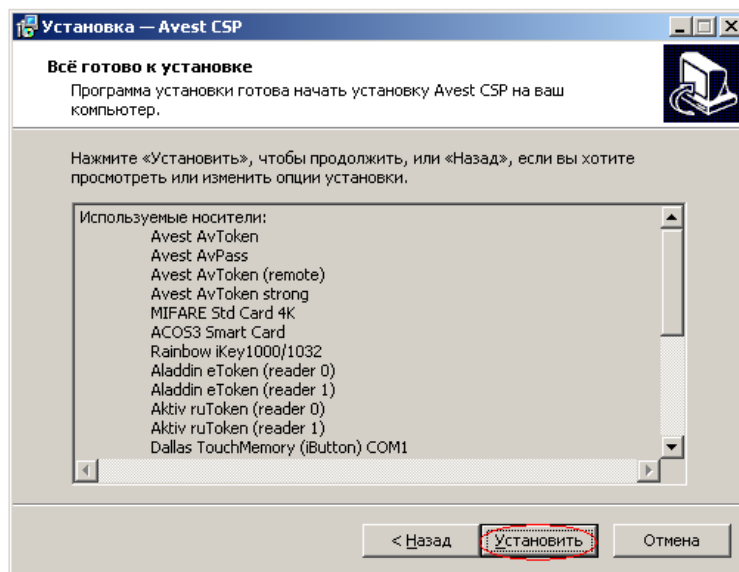 Установка — Avest CSP
Всё готово к установке
Программа установки готова начать установку Avest CSP на ваш
компьютер.
Нажмите «Установить», чтобы продолжить, или «Назад», если вы хотите
просмотреть или изменить опции установки.
Используемые носители:
Avest AvToken
Avest AvPass
Avest AvToken (remote)
Avest AvToken strong
MIFARE Std Card 4K
ACOS3 Smart Card
Rainbow iKey1000/1032
Aladdin eToken (reader 0)
Aladdin eToken (reader 1)
Aktiv ruToken (reader 0)
Aktiv ruToken (reader 1)
Dallas TouchMemory (iButton) COM1
< Назад
Установить
Отмена